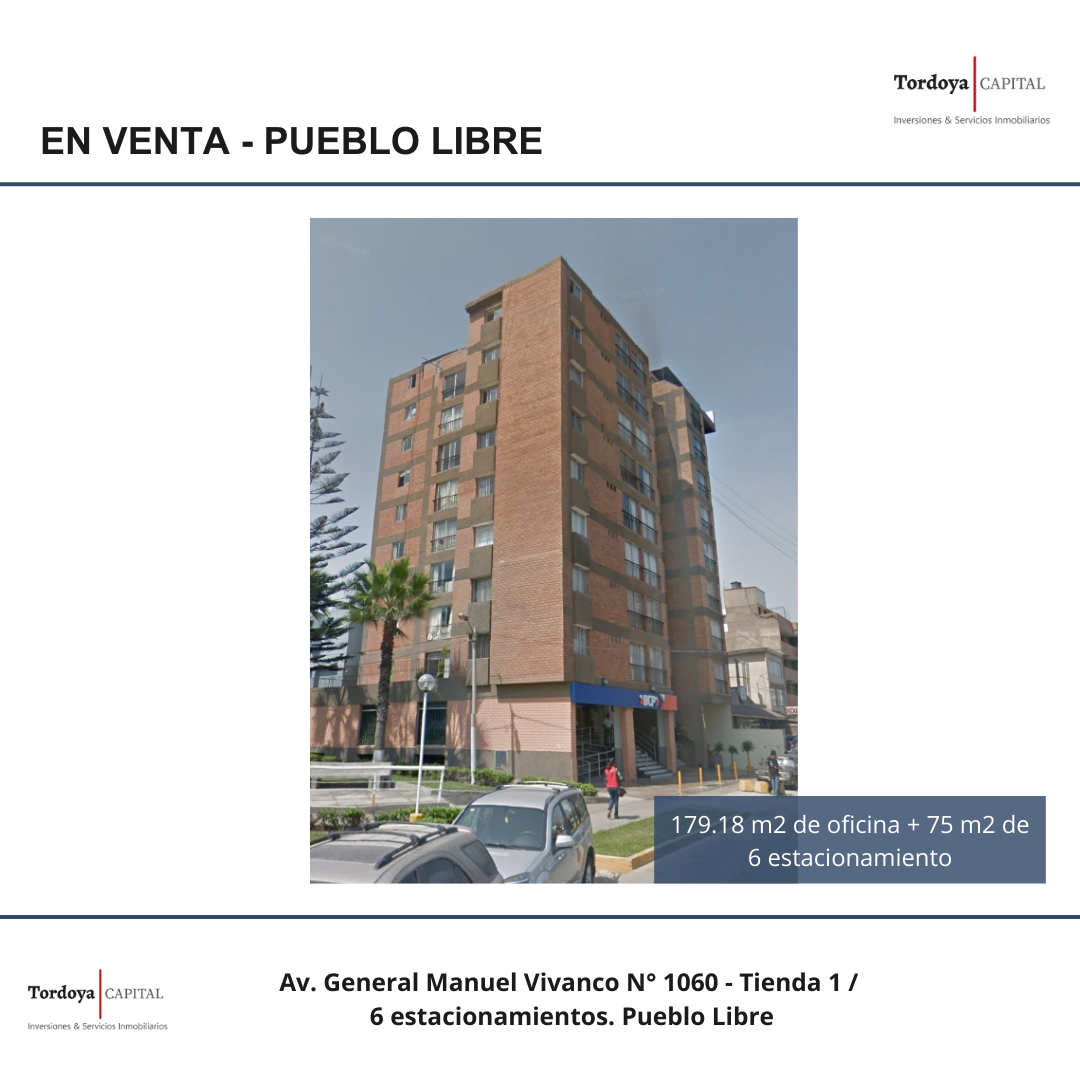 Tordoya CAPITAL
Inversiones & Servicios Inmobiliarios
EN VENTA - PUEBLO LIBRE
BCP
179.18 m2 de oficina + 75 m2 de
6 estacionamiento
Tordoya CAPITAL
Inversiones & Servicios Inmobiliarios
Av. General Manuel Vivanco N° 1060 - Tienda 1 /
6 estacionamientos. Pueblo Libre